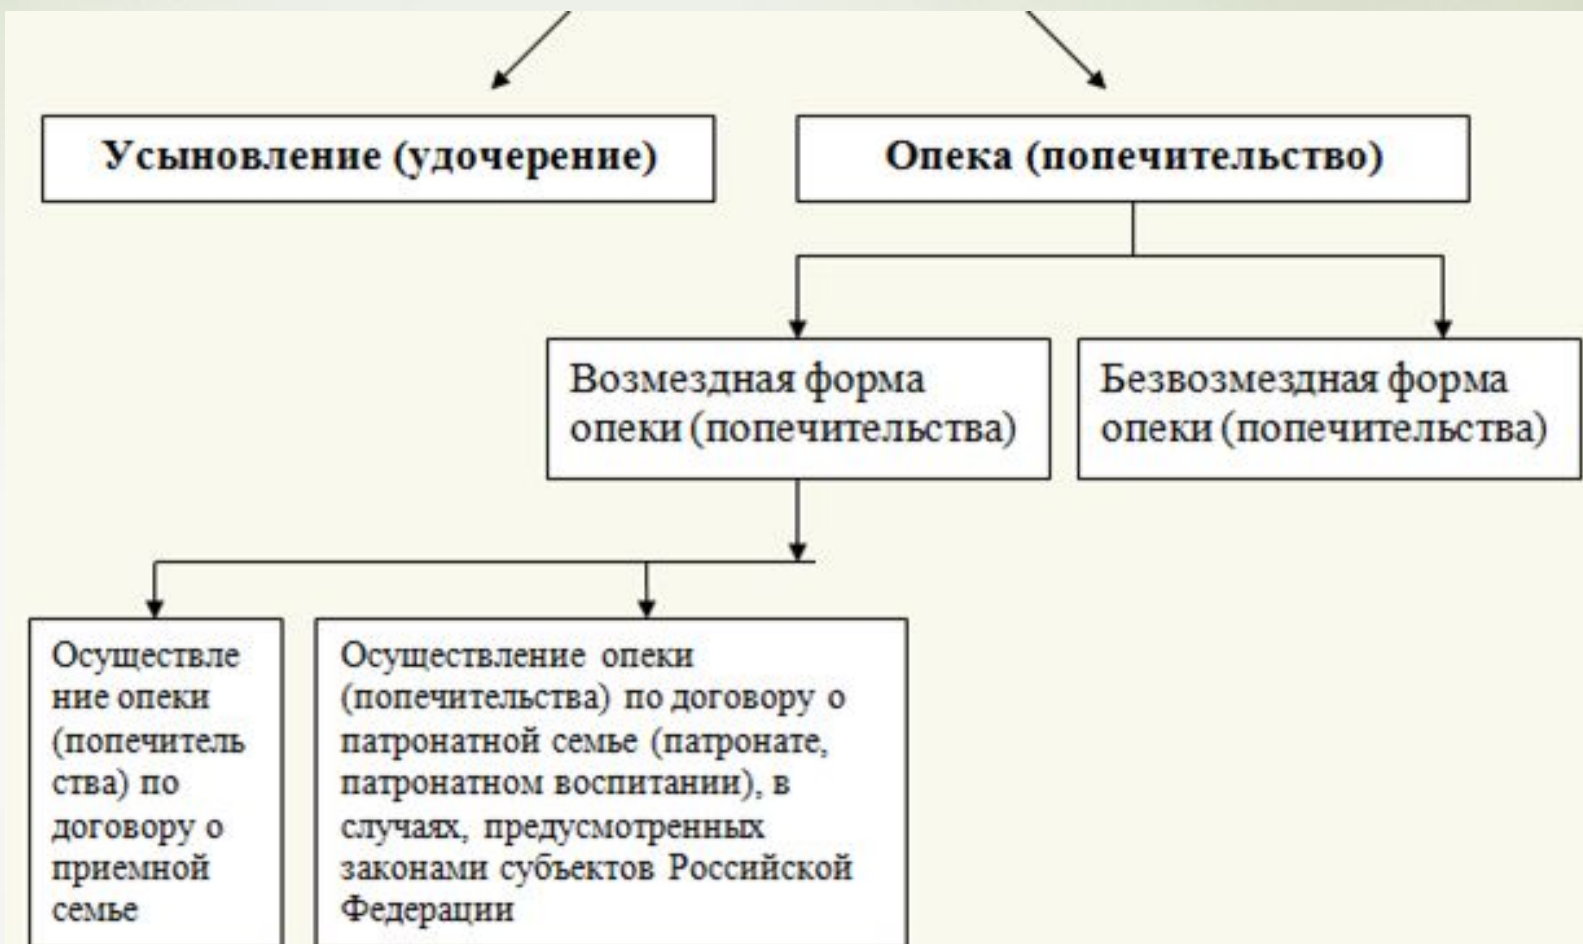 Усыновление (удочерение)
Опека (попечительство)
Возмездная форма
опеки (попечительства)
Безвозмездная форма
опеки (попечительства)
Осуществле
ние опеки
(попечитель
ства) по
договору о
приемной
семье
Осуществление опеки
(попечительства) по договору о
патронатной семье (патронате,
патронатном воспитании), в
случаях, предусмотренных
законами субъектов Российской
Федерации